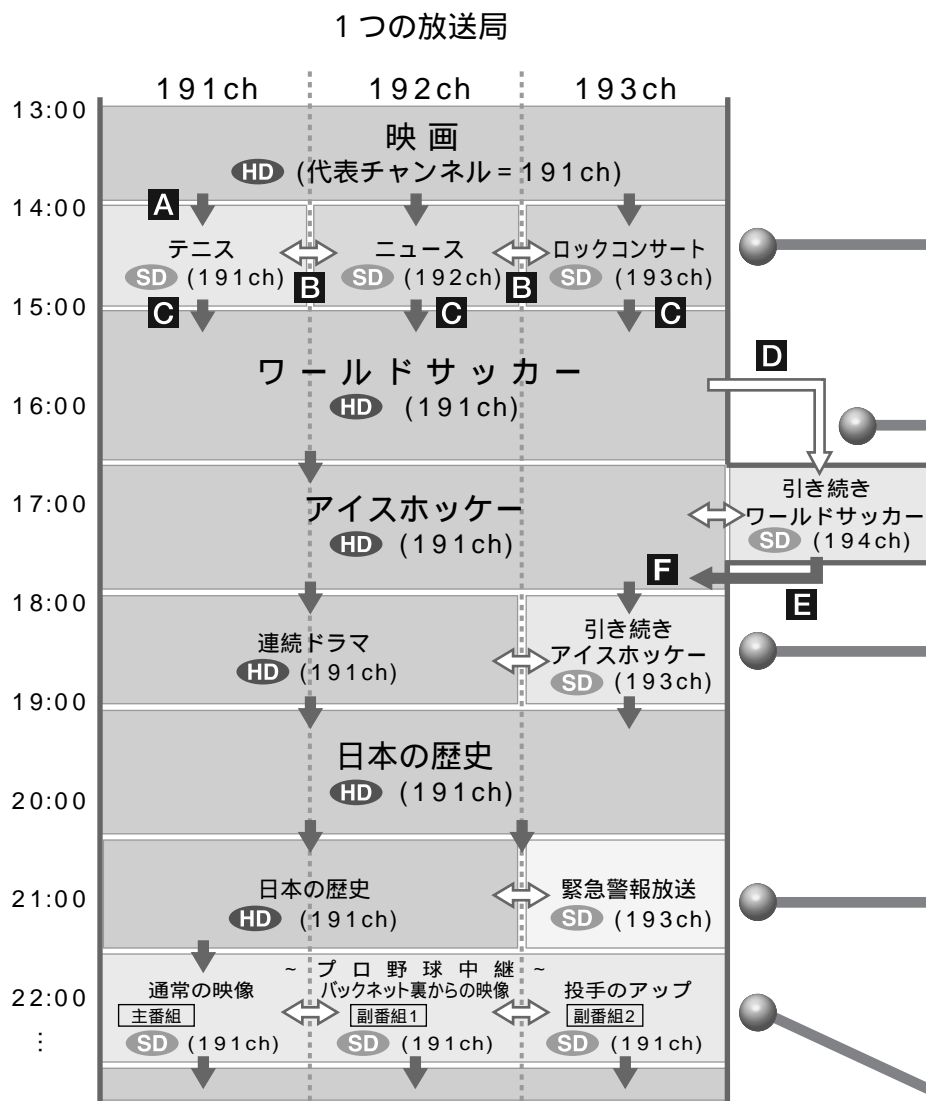 1つの放送局
191ch 192ch 193ch
13:00
映画
HD (代表チャンネル=191ch)
14:00
A
テニス ニュース ロックコンサート
SD (191ch) SD (192ch) SD (193ch)
B B
15:00
C C C
ワールドサッカー
D
16:00
HD (191ch)
17:00
アイスホッケー
HD (191ch)
引き続き
ワールドサッカー
SD (194ch)
F
E
18:00
連続ドラマ
HD (191ch)
引き続き
アイスホッケー
SD (193ch)
19:00
日本の歴史
HD (191ch)
20:00
21:00
日本の歴史 緊急警報放送
HD (191ch) SD (193ch)
~プロ野球中継~
22:00
通常の映像 バックネット裏からの映像 投手のアップ
主番組 副番組1 副番組2
SD (191ch) SD (191ch) SD (191ch)
⋮